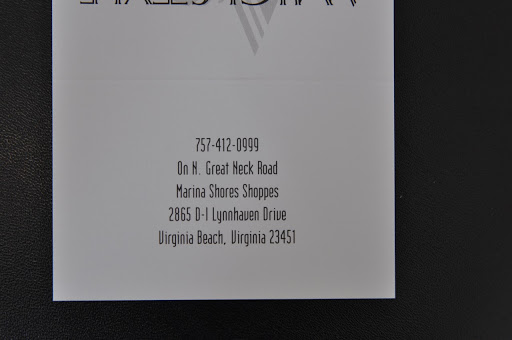 757-412-0999
On N. Great Neck Road
Marina Shores Shoppes
2865 D-1 Lynnhaven Drive
Virginia Beach, Virginia 23451